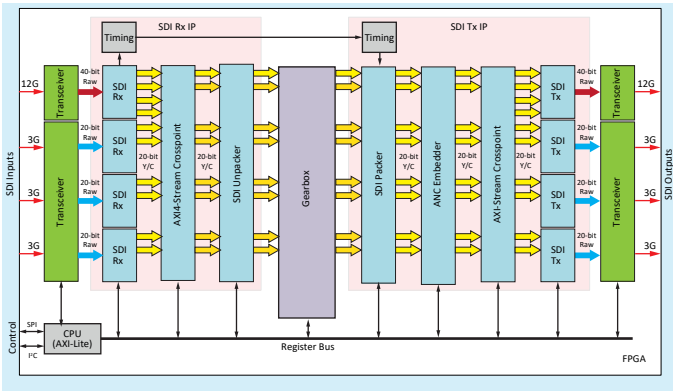 SDI Rx IP
SDI Tx IP
Timing
Timing
12G
3G
3G
3G
SDI Inputs
Transceiver
Transceiver
40-bit
Raw
20-bit
Raw
20-bit
Raw
20-bit
Raw
SDI
Rx
SDI
Rx
SDI
Rx
SDI
Rx
20-bit
Y/C
AXI4-Stream Crosspoint
20-bit
Y/C
SDI Unpacker
Gearbox
SDI Packer
20-bit
Y/C
ANC Embedder
20-bit
Y/C
AXI-Stream Crosspoint
20-bit
Y/C
SDI
Tx
SDI
Tx
SDI
Tx
SDI
Tx
40-bit
Raw
20-bit
Raw
20-bit
Raw
20-bit
Raw
Transceiver
Transceiver
12G
3G
3G
3G
SDI Outputs
Control
SPI
I²C
CPU
(AXI-Lite)
Register Bus
FPGA